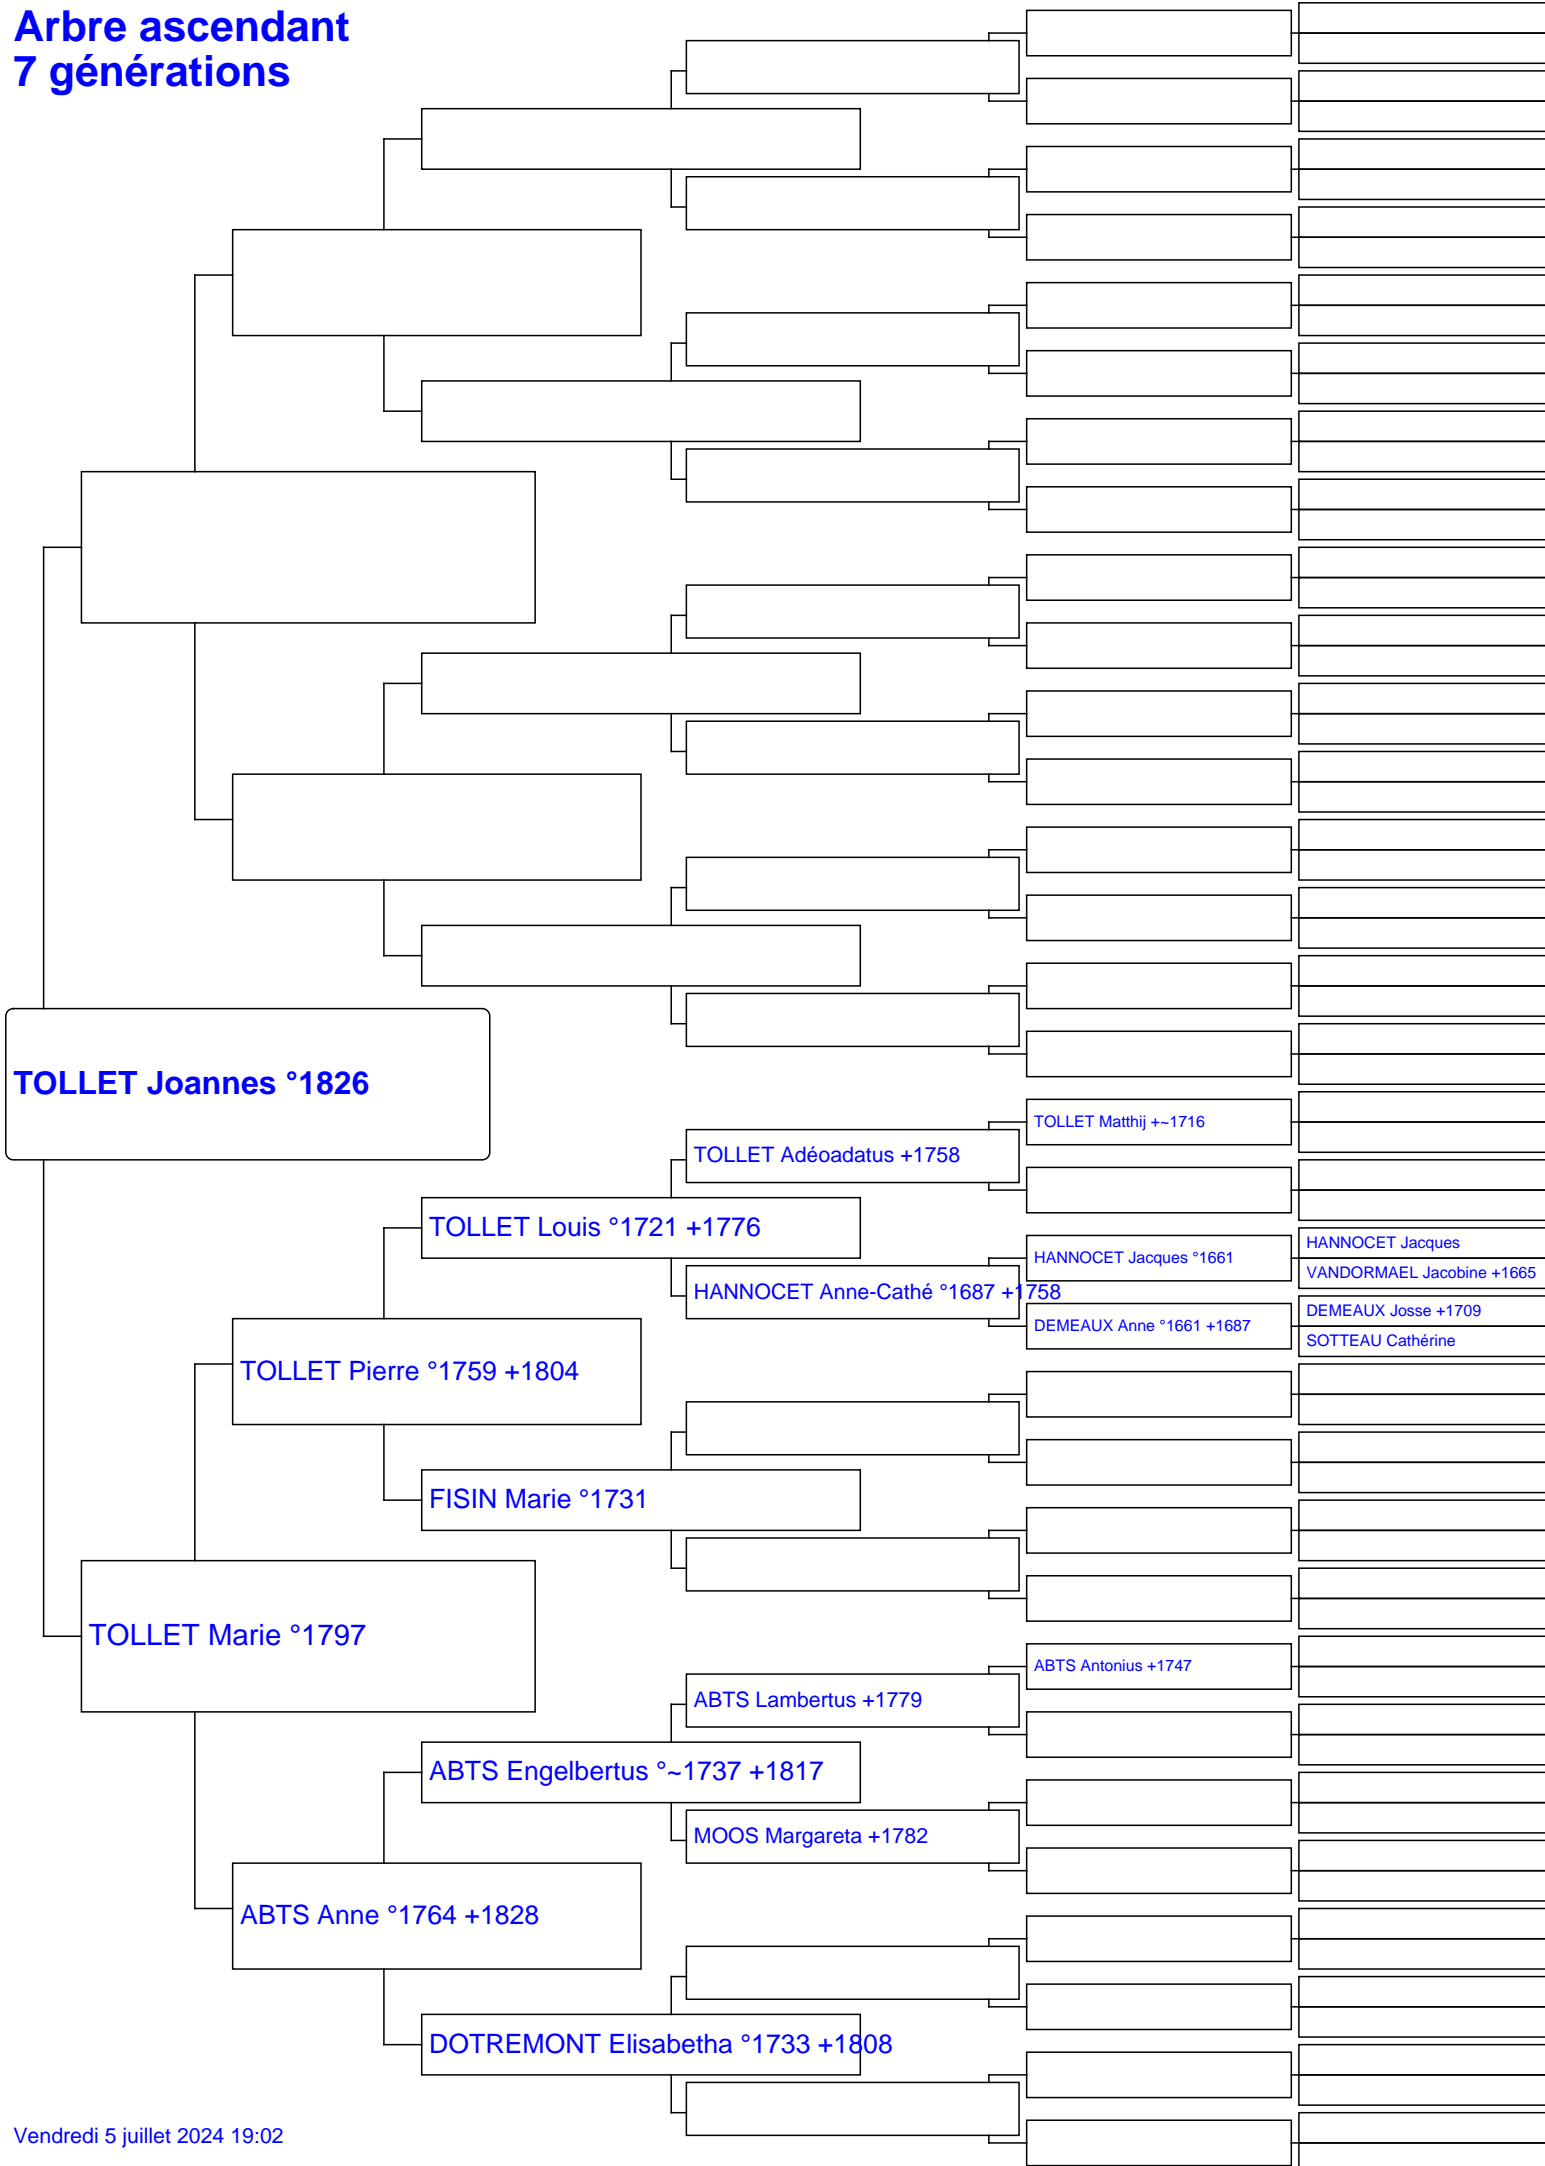 Arbre ascendant
7 générations
TOLLET Joannes °1826
TOLLET Matthij +~1716
TOLLET Adéoadatus +1758
TOLLET Louis °1721 +1776
HANNOCET Jacques
HANNOCET Jacques °1661
VANDORMAEL Jacobine +1665
HANNOCET Anne-Cathé °1687 +1758
DEMEAUX Josse +1709
DEMEAUX Anne °1661 +1687
SOTTEAU Cathérine
TOLLET Pierre °1759 +1804
FISIN Marie °1731
TOLLET Marie °1797
ABTS Antonius +1747
ABTS Lambertus +1779
ABTS Engelbertus °~1737 +1817
MOOS Margareta +1782
ABTS Anne °1764 +1828
DOTREMONT Elisabetha °1733 +1808
Vendredi 5 juillet 2024 19:02